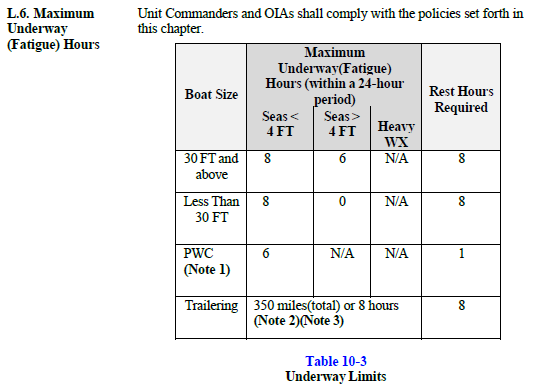 L.6. Maximum
Underway
(Fatigue) Hours
Unit Commanders and OIAs shall comply with the policies set forth in
this chapter.
Boat Size
Maximum
Underway(Fatigue)
Hours (within a 24-hour
period)
Rest Hours
Required
Seas <
4 FT
Seas >
4 FT
Heavy
WX
30 FT and
above
8
6
N/A
8
Less Than
30 FT
8
0
N/A
8
PWC
(Note 1)
6
N/A
N/A
1
Trailering
350 miles(total) or 8 hours
(Note 2)(Note 3)
8
Table 10-3
Underway Limits